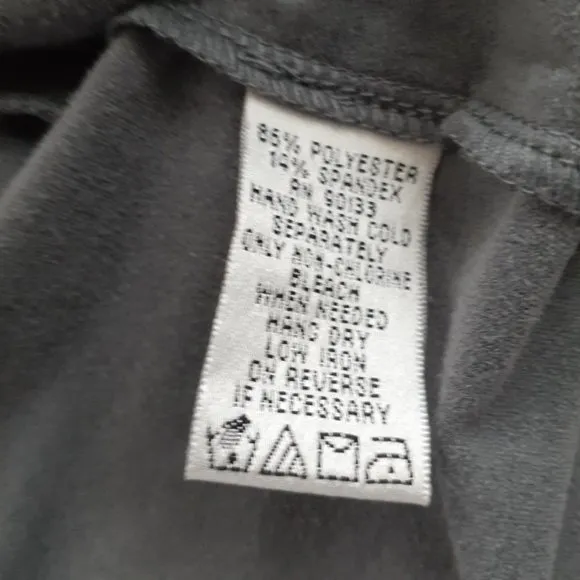 86% POLYESTER
14% SPANDEX
RN 90133
HAND WASH COLD
SEPARATELY
ONLY NON-CHLORINE
BLEACH
WHEN NEEDED
HANG DRY
LOW IRON
ON REVERSE
IF NECESSARY